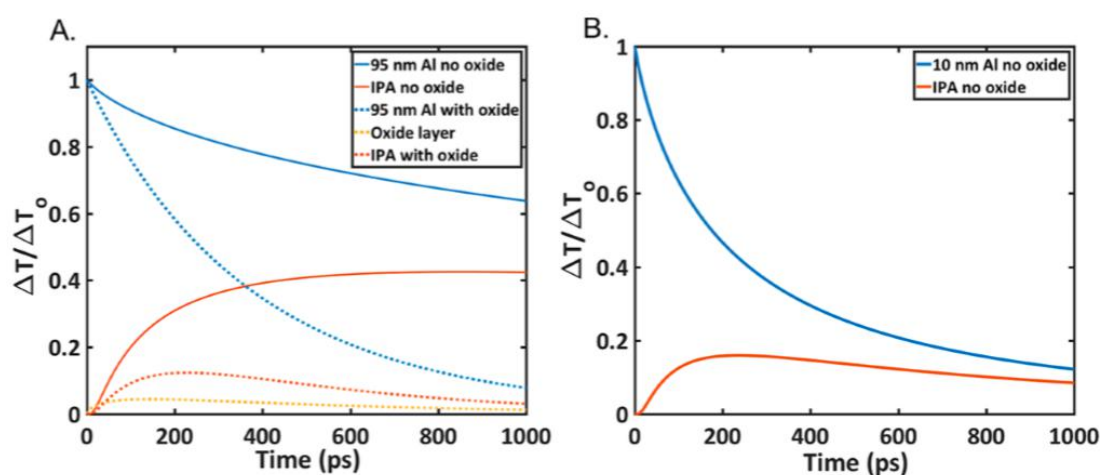 A.
1
0.8
0.6
0.4
0.2
0
ΔT/ΔTo
0 200 400 600 800 1000
Time (ps)
95 nm Al no oxide
IPA no oxide
95 nm Al with oxide
Oxide layer
IPA with oxide
B.
1
0.8
0.6
0.4
0.2
0
ΔT/ΔTo
0 200 400 600 800 1000
Time (ps)
10 nm Al no oxide
IPA no oxide